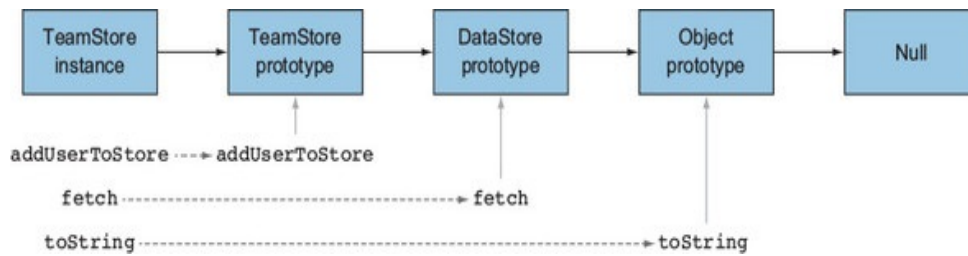 TeamStore
instance
TeamStore
prototype
DataStore
prototype
Object
prototype
Null
addUserToStore addUserToStore
fetch fetch
toString toString